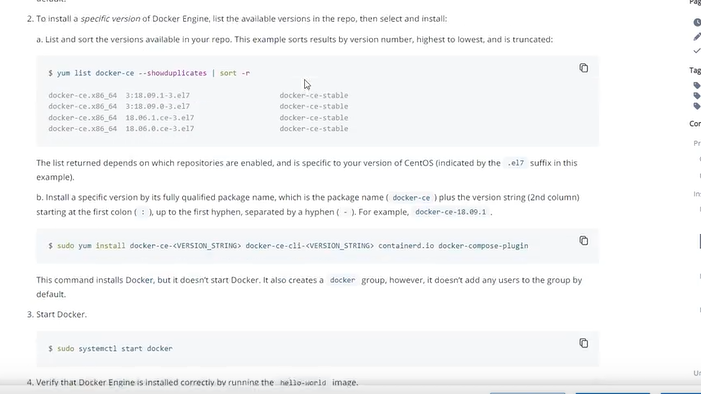 default.
2. To install a specific version of Docker Engine, list the available versions in the repo, then select and install:
a. List and sort the versions available in your repo. This example sorts results by version number, highest to lowest, and is truncated:
$ yum list docker-ce --showduplicates | sort -r
docker-ce.x86_64 3:18.09.1-3.el7 docker-ce-stable
docker-ce.x86_64 3:18.09.0-3.el7 docker-ce-stable
docker-ce.x86_64 18.06.1.ce-3.el7 docker-ce-stable
docker-ce.x86_64 18.06.0.ce-3.el7 docker-ce-stable
The list returned depends on which repositories are enabled, and is specific to your version of CentOS (indicated by the .el7 suffix in this
example).
b. Install a specific version by its fully qualified package name, which is the package name ( docker-ce ) plus the version string (2nd column)
starting at the first colon ( : ), up to the first hyphen, separated by a hyphen ( - ). For example, docker-ce-18.09.1 .
$ sudo yum install docker-ce-<VERSION_STRING> docker-ce-cli-<VERSION_STRING> containerd.io docker-compose-plugin
This command installs Docker, but it doesn't start Docker. It also creates a docker group, however, it doesn't add any users to the group by
default.
3. Start Docker.
$ sudo systemctl start docker
4. Verify that Docker Engine is installed correctly by running the hello-world image.
Tag